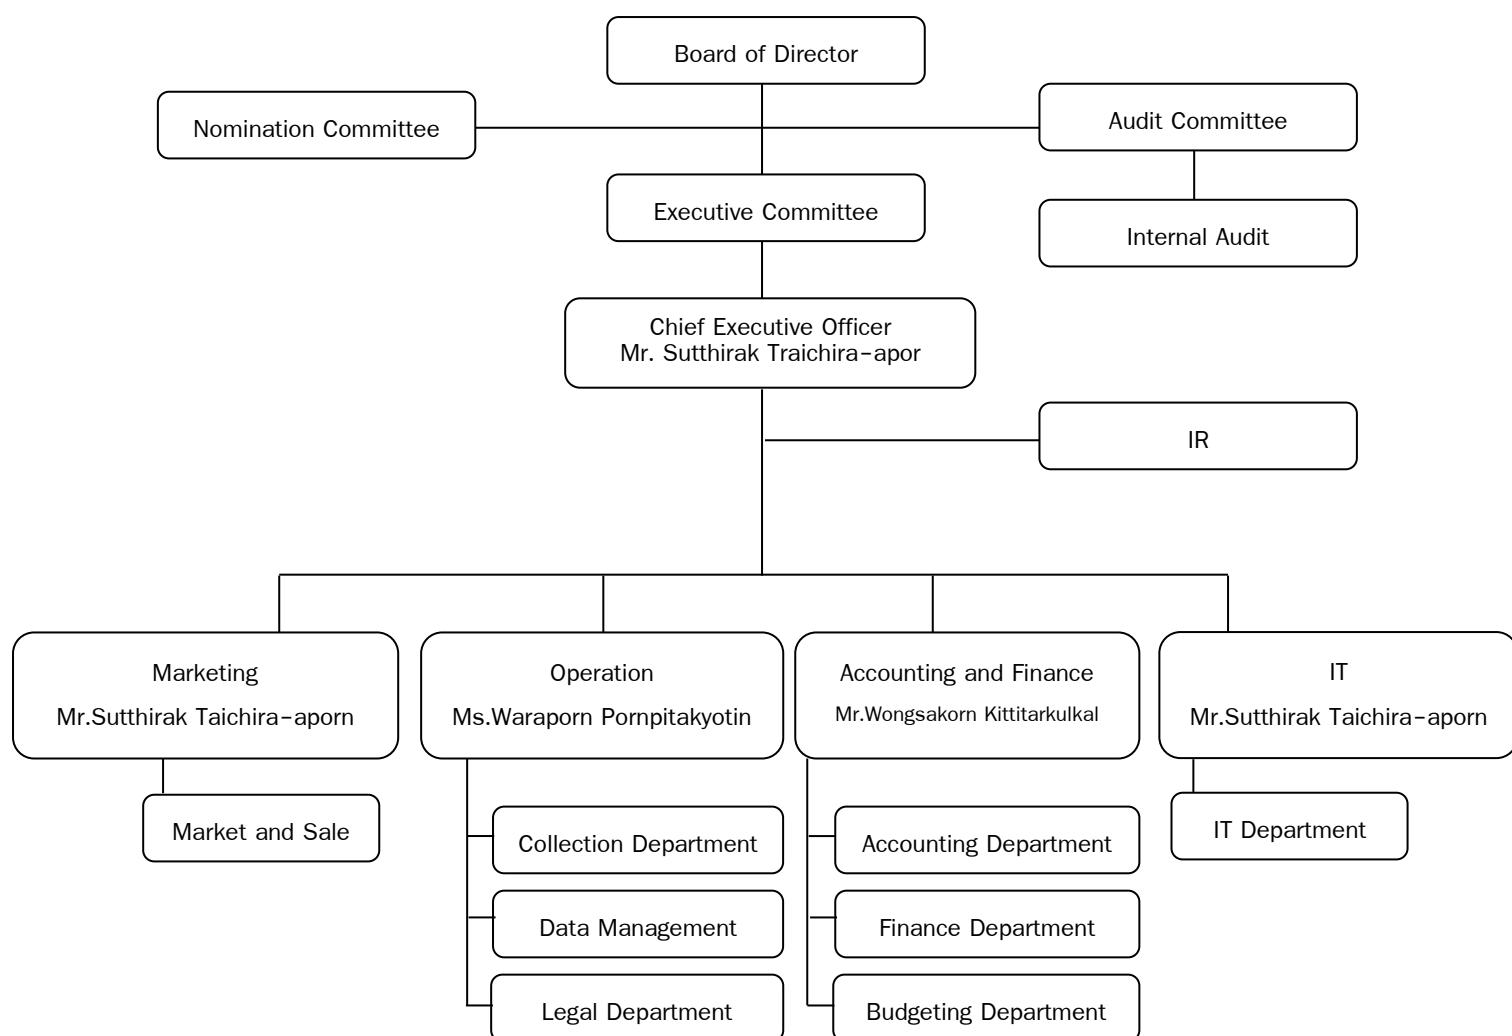 Board of Director
Nomination Committee
Audit Committee
Executive Committee
Internal Audit
Chief Executive Officer
Mr. Sutthirak Traichira-apor
IR
Marketing
Mr.Sutthirak Taichira-aporn
Operation
Ms.Waraporn Pornpitakyotin
Accounting and Finance
Mr.Wongsakorn Kittitarkulkal
IT
Mr.Sutthirak Taichira-aporn
Market and Sale
Collection Department
Data Management
Legal Department
Accounting Department
Finance Department
Budgeting Department
IT Department